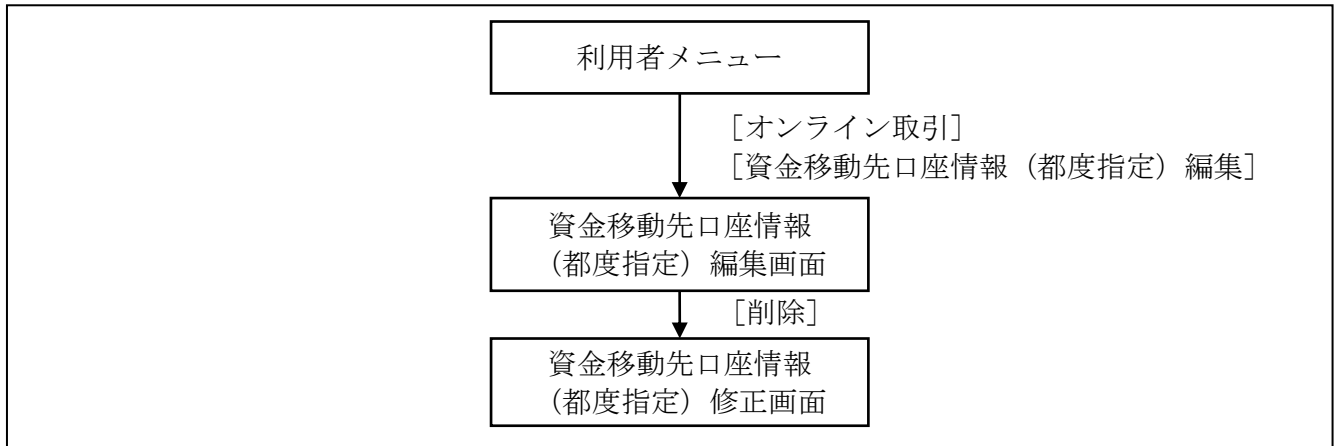 利用者メニュー
［オンライン取引］
［資金移動先口座情報（都度指定）編集］
資金移動先口座情報
（都度指定）編集画面
［削除］
資金移動先口座情報
（都度指定）修正画面